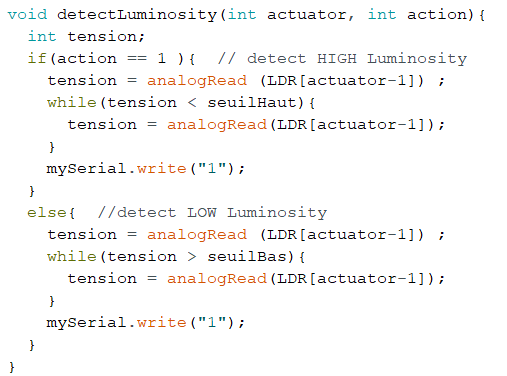 void detectLuminosity(int actuator, int action){
  int tension;
  if(action == 1 ){  // detect HIGH Luminosity
    tension = analogRead (LDR[actuator-1]) ;
    while(tension < seuilHaut){
      tension = analogRead(LDR[actuator-1]);
    }
    mySerial.write("1");
  }
  else{  //detect LOW Luminosity
    tension = analogRead (LDR[actuator-1]) ;
    while(tension > seuilBas){
      tension = analogRead(LDR[actuator-1]);
    }
    mySerial.write("1");
  }
}